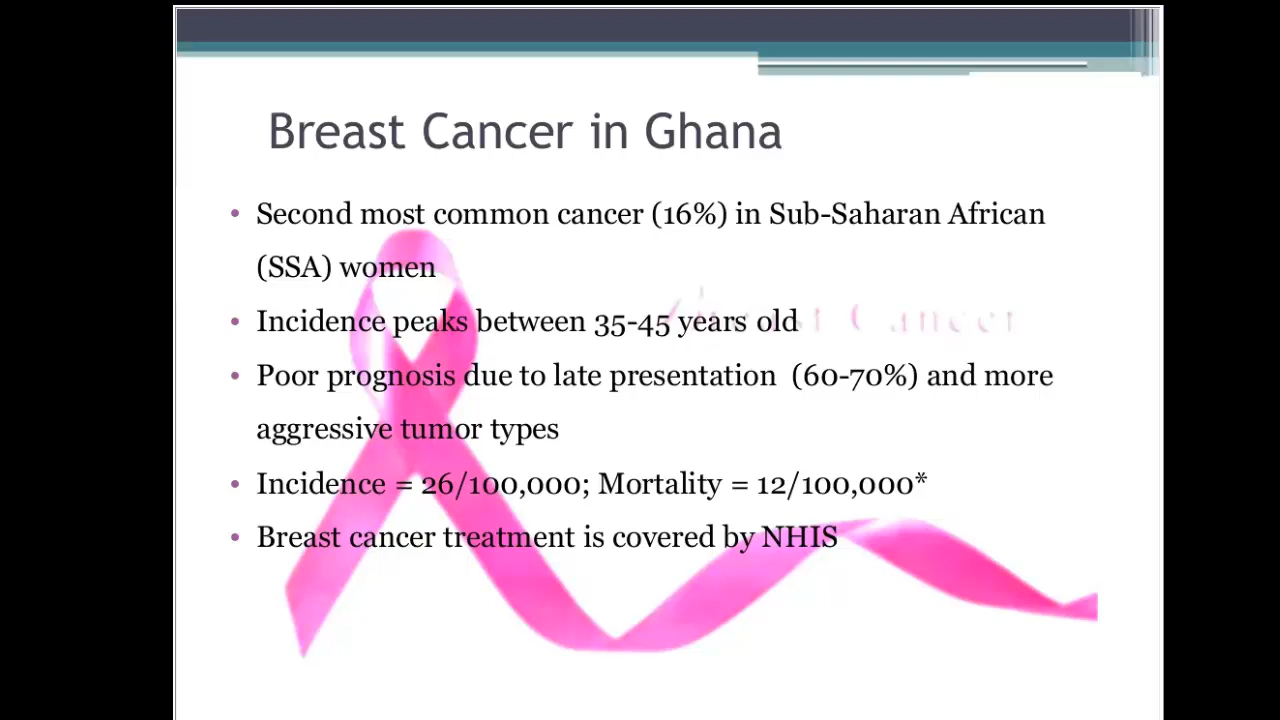 Breast Cancer in Ghana
• Second most common cancer (16%) in Sub-Saharan African
(SSA) women
• Incidence peaks between 35-45 years old
• Poor prognosis due to late presentation (60-70%) and more
aggressive tumor types
• Incidence = 26/100,000; Mortality = 12/100,000*
• Breast cancer treatment is covered by NHIS
Cancer